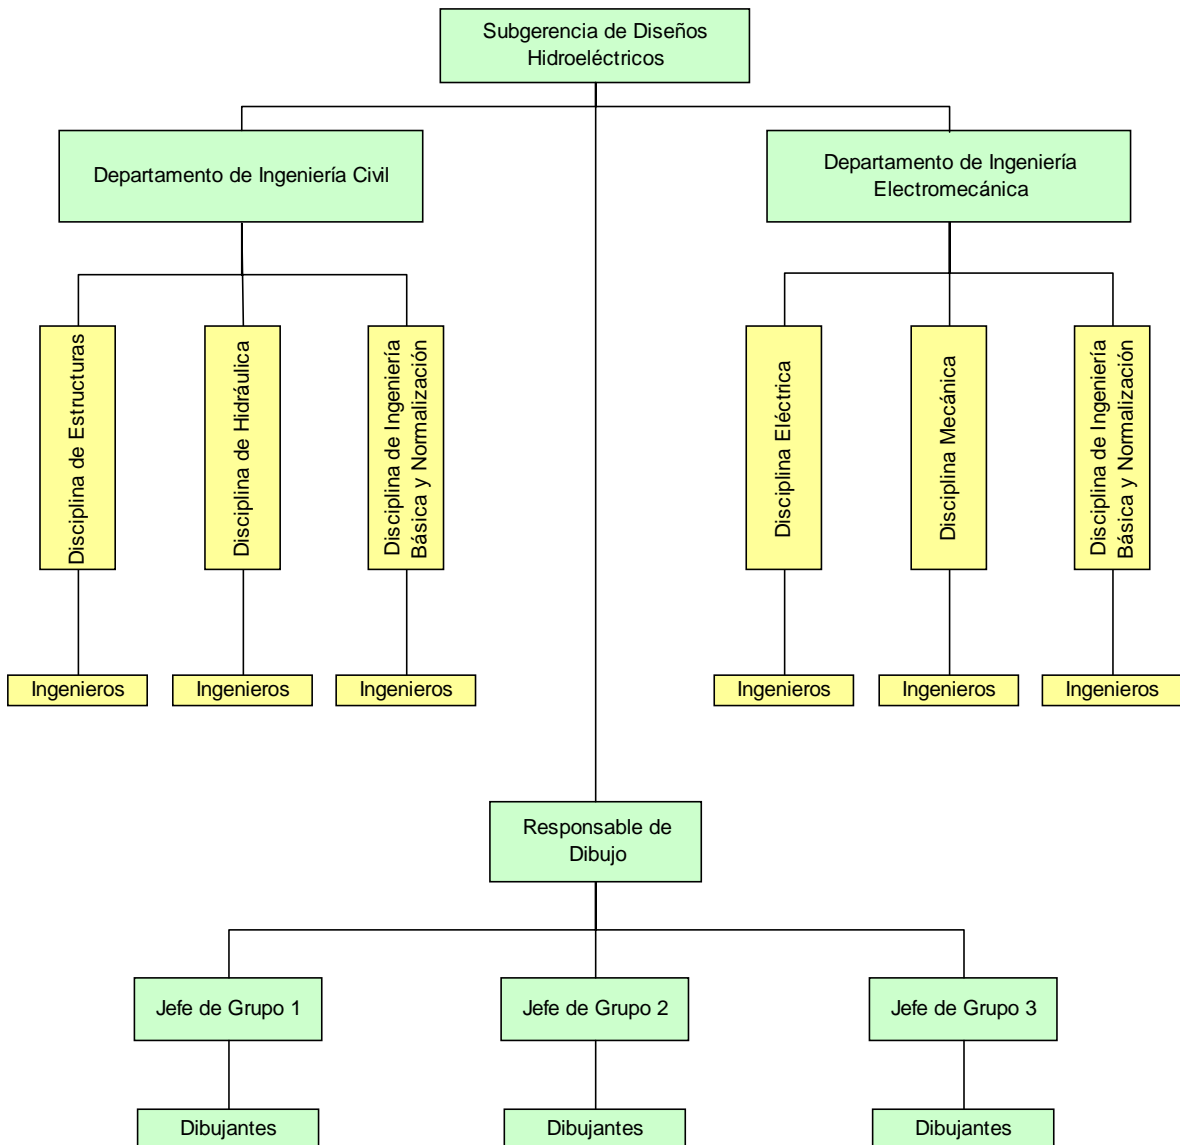 Subgerencia de Diseños
Hidroeléctricos
Departamento de Ingeniería Civil
Departamento de Ingeniería
Electromecánica
Disciplina de Estructuras
Disciplina de Hidráulica
Disciplina de Ingeniería
Básica y Normalización
Disciplina Eléctrica
Disciplina Mecánica
Disciplina de Ingeniería
Básica y Normalización
Ingenieros
Ingenieros
Ingenieros
Ingenieros
Ingenieros
Ingenieros
Responsable de
Dibujo
Jefe de Grupo 1
Jefe de Grupo 2
Jefe de Grupo 3
Dibujantes
Dibujantes
Dibujantes